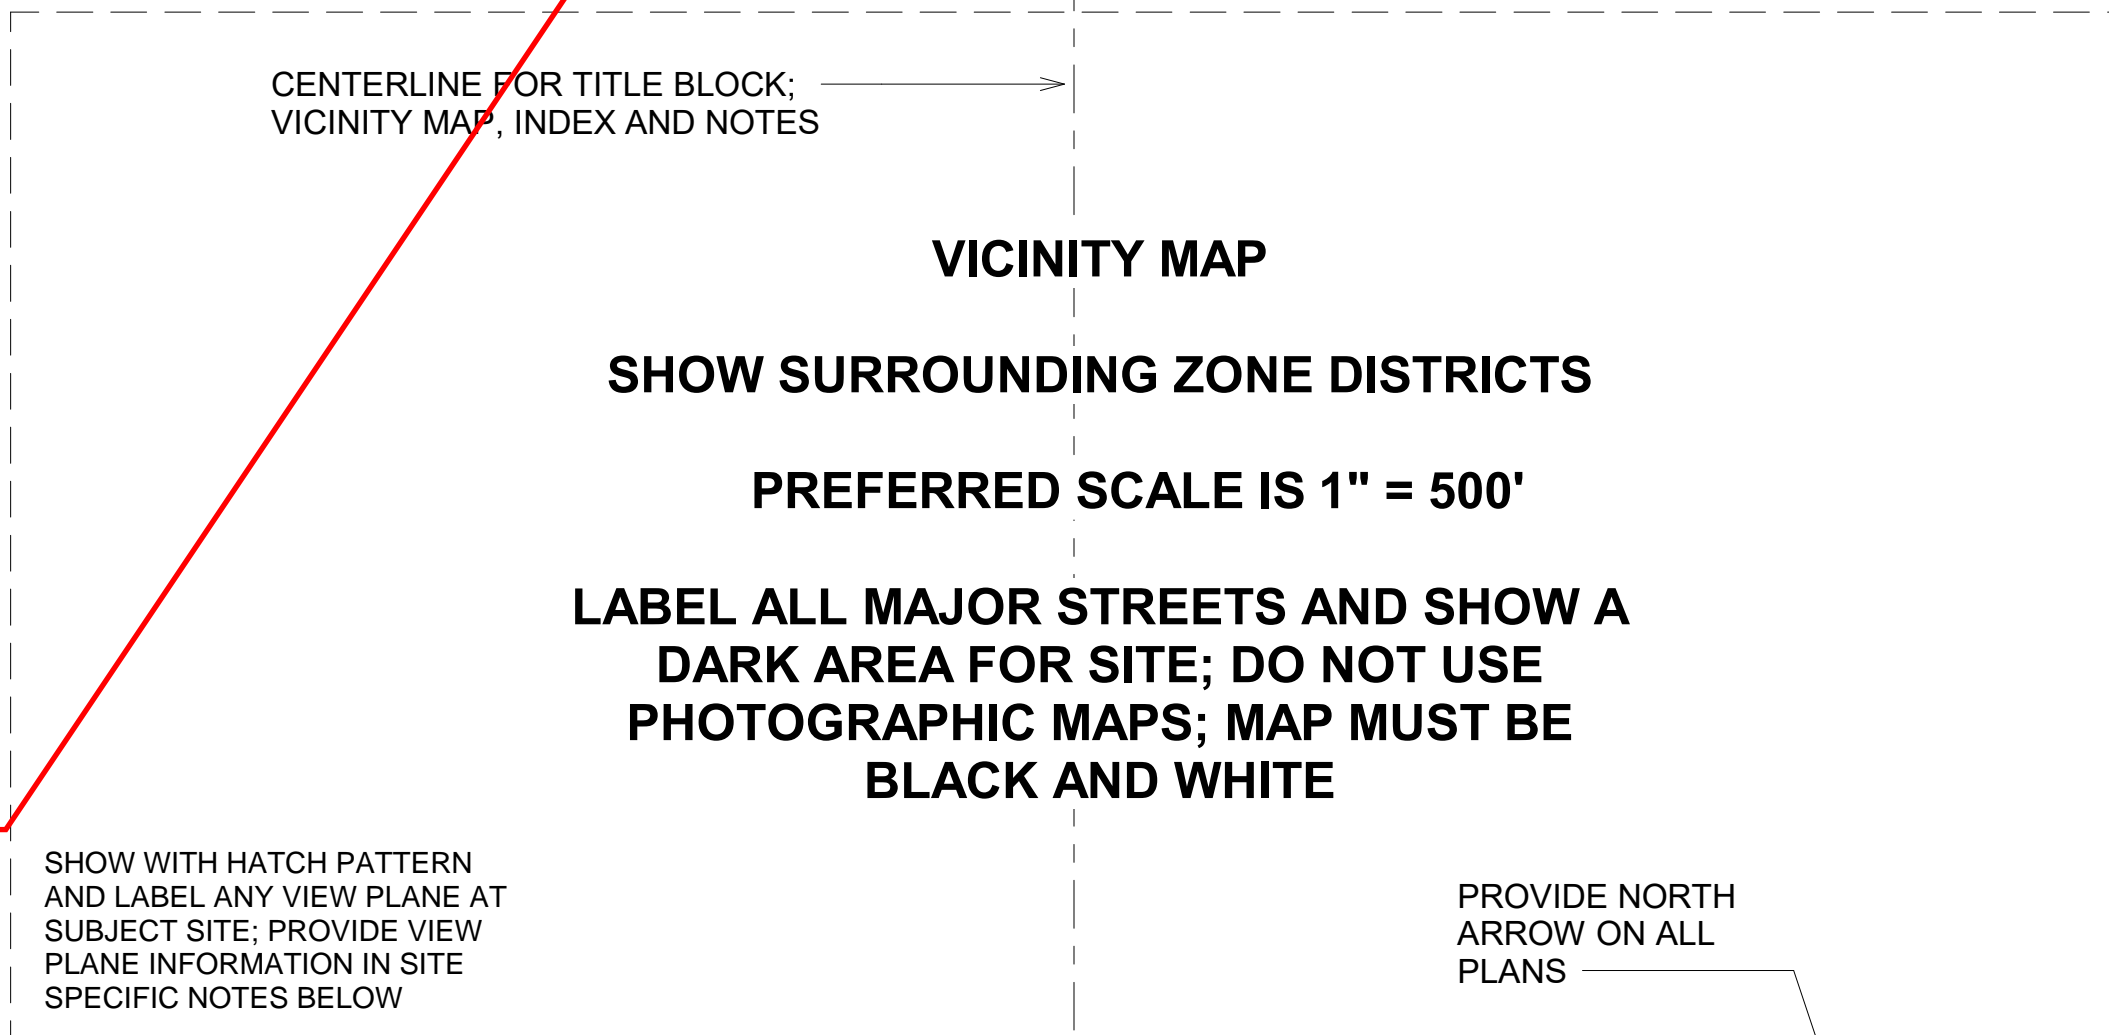 CENTERLINE FOR TITLE BLOCK;
VICINITY MAP, INDEX AND NOTES
VICINITY MAP
SHOW SURROUNDING ZONE DISTRICTS
PREFERRED SCALE IS 1" = 500'
LABEL ALL MAJOR STREETS AND SHOW A
DARK AREA FOR SITE; DO NOT USE
PHOTOGRAPHIC MAPS; MAP MUST BE
BLACK AND WHITE
SHOW WITH HATCH PATTERN
AND LABEL ANY VIEW PLANE AT
SUBJECT SITE; PROVIDE VIEW
PLANE INFORMATION IN SITE
SPECIFIC NOTES BELOW
PROVIDE NORTH
ARROW ON ALL
PLANS